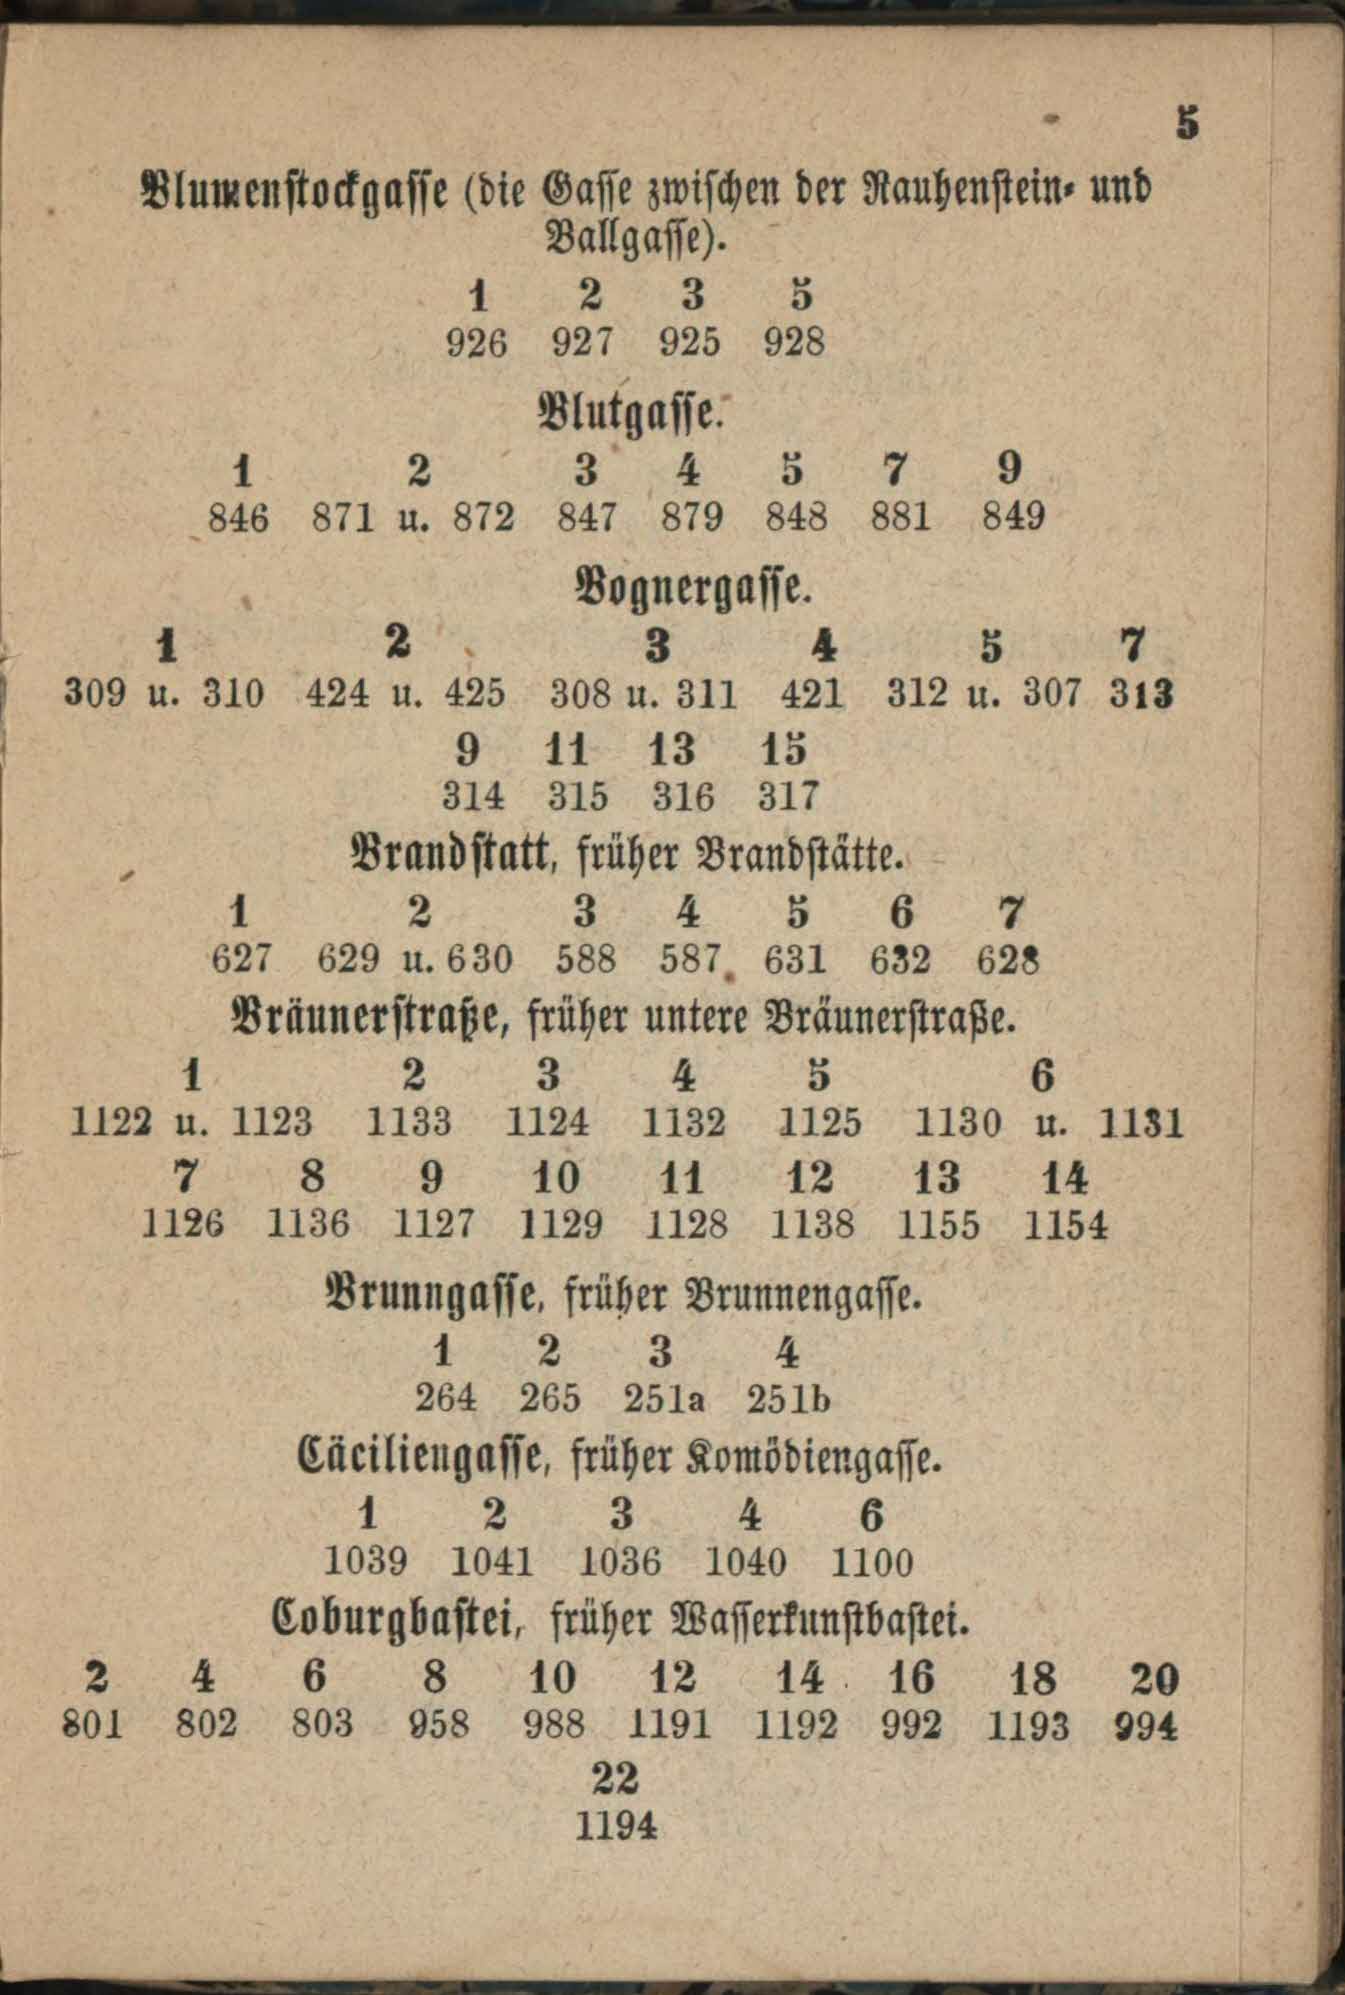 5
Blumenstockgasse (die Gasse zwischen der Rauhenstein- und
Ballgasse).
1 2 3 5
926 927 925 928
Blutgasse.
1 2 3 4 5 7 9
846 871 u. 872 847 879 848 881 849
Bognergasse.
1 2 3 4 5 7
309 u. 310 424 u. 425 308 u. 311 421 312 u. 307 313
9 11 13 15
314 315 316 317
Brandstatt, früher Brandstätte.
1 2 3 4 5 6 7
627 629 u. 630 588 587 631 632 628
Bräunerstraße, früher untere Bräunerstraße.
1 2 3 4 5 6
1122 u. 1123 1133 1124 1132 1125 1130 u. 1131
7 8 9 10 11 12 13 14
1126 1136 1127 1129 1128 1138 1155 1154
Brunngasse, früher Brunnengasse.
1 2 3 4
264 265 251a 251b
Cäciliengasse, früher Komödiengasse.
1 2 3 4 6
1039 1041 1036 1040 1100
Coburgbastei, früher Wasserkunstbastei.
2 4 6 8 10 12 14 16 18 20
801 802 803 958 988 1191 1192 992 1193 994
22
1194